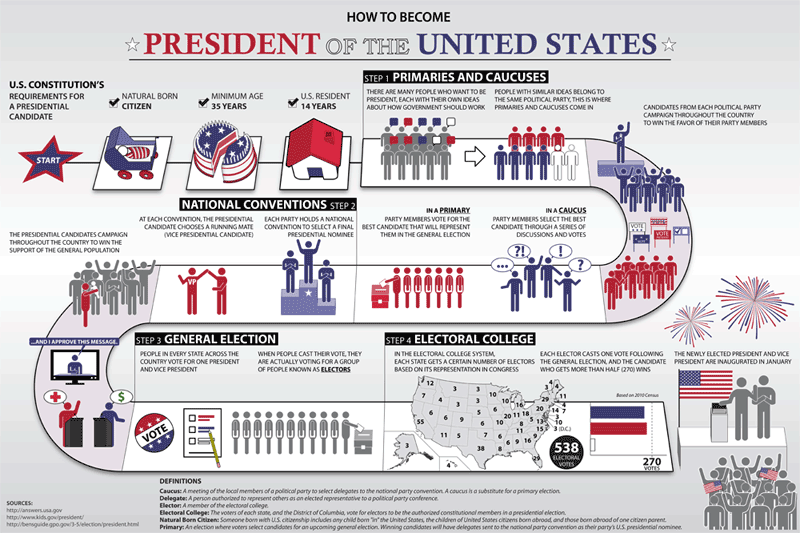 HOW TO BECOME
PRESIDENT OF THE UNITED STATES
U.S. CONSTITUTION'S
REQUIREMENTS FOR
A PRESIDENTIAL
CANDIDATE
NATURAL BORN
CITIZEN
MINIMUM AGE
35 YEARS
U.S. RESIDENT
14 YEARS
START
STEP 1 PRIMARIES AND CAUCUSES
THERE ARE MANY PEOPLE WHO WANT TO BE
PRESIDENT, EACH WITH THEIR OWN IDEAS
ABOUT HOW GOVERNMENT SHOULD WORK
PEOPLE WITH SIMILAR IDEAS BELONG TO
THE SAME POLITICAL PARTY, THIS IS WHERE
PRIMARIES AND CAUCUSES COME IN
CANDIDATES FROM EACH POLITICAL PARTY
CAMPAIGN THROUGHOUT THE COUNTRY
TO WIN THE FAVOR OF THEIR PARTY MEMBERS
VOTE
VOTE
IN A CAUCUS
PARTY MEMBERS SELECT THE BEST
CANDIDATE THROUGH A SERIES OF
DISCUSSIONS AND VOTES
...
?!
!
?
IN A PRIMARY
PARTY MEMBERS VOTE FOR THE
BEST CANDIDATE THAT WILL REPRESENT
THEM IN THE GENERAL ELECTION
NATIONAL CONVENTIONS STEP 2
EACH PARTY HOLDS A NATIONAL
CONVENTION TO SELECT A FINAL
PRESIDENTIAL NOMINEE
AT EACH CONVENTION, THE PRESIDENTIAL
CANDIDATE CHOOSES A RUNNING MATE
(VICE PRESIDENTIAL CANDIDATE)
VP
THE PRESIDENTIAL CANDIDATES CAMPAIGN
THROUGHOUT THE COUNTRY TO WIN THE
SUPPORT OF THE GENERAL POPULATION
...AND I APPROVE THIS MESSAGE.
$
STEP 3 GENERAL ELECTION
PEOPLE IN EVERY STATE ACROSS THE
COUNTRY VOTE FOR ONE PRESIDENT
AND VICE PRESIDENT
VOTE
WHEN PEOPLE CAST THEIR VOTE, THEY
ARE ACTUALLY VOTING FOR A GROUP
OF PEOPLE KNOWN AS ELECTORS
STEP 4 ELECTORAL COLLEGE
IN THE ELECTORAL COLLEGE SYSTEM,
EACH STATE GETS A CERTAIN NUMBER OF ELECTORS
BASED ON ITS REPRESENTATION IN CONGRESS
EACH ELECTOR CASTS ONE VOTE FOLLOWING
THE GENERAL ELECTION, AND THE CANDIDATE
WHO GETS MORE THAN HALF (270) WINS
Based on 2010 Census
3 (D.C.)
538
ELECTORAL
VOTES
270
VOTES
THE NEWLY ELECTED PRESIDENT AND VICE
PRESIDENT ARE INAUGURATED IN JANUARY
DEFINITIONS
Caucus: A meeting of the local members of a political party to select delegates to the national party convention. A caucus is a substitute for a primary election.
Delegate: A person authorized to represent others as an elected representative to a political party conference.
Elector: A member of the electoral college.
Electoral College: The voters of each state, and the District of Columbia, vote for electors to be the authorized constitutional members in a presidential election.
Natural Born Citizen: Someone born with U.S. citizenship includes any child born "in" the United States, the children of United States citizens born abroad, and those born abroad of one citizen parent.
Primary: An election where voters select candidates for an upcoming general election. Winning candidates will have delegates sent to the national party convention as their party's U.S. presidential nominee.
SOURCES:
http://answers.usa.gov
http://www.kids.gov/president/
http://bensguide.gpo.gov/3-5/election/president.html